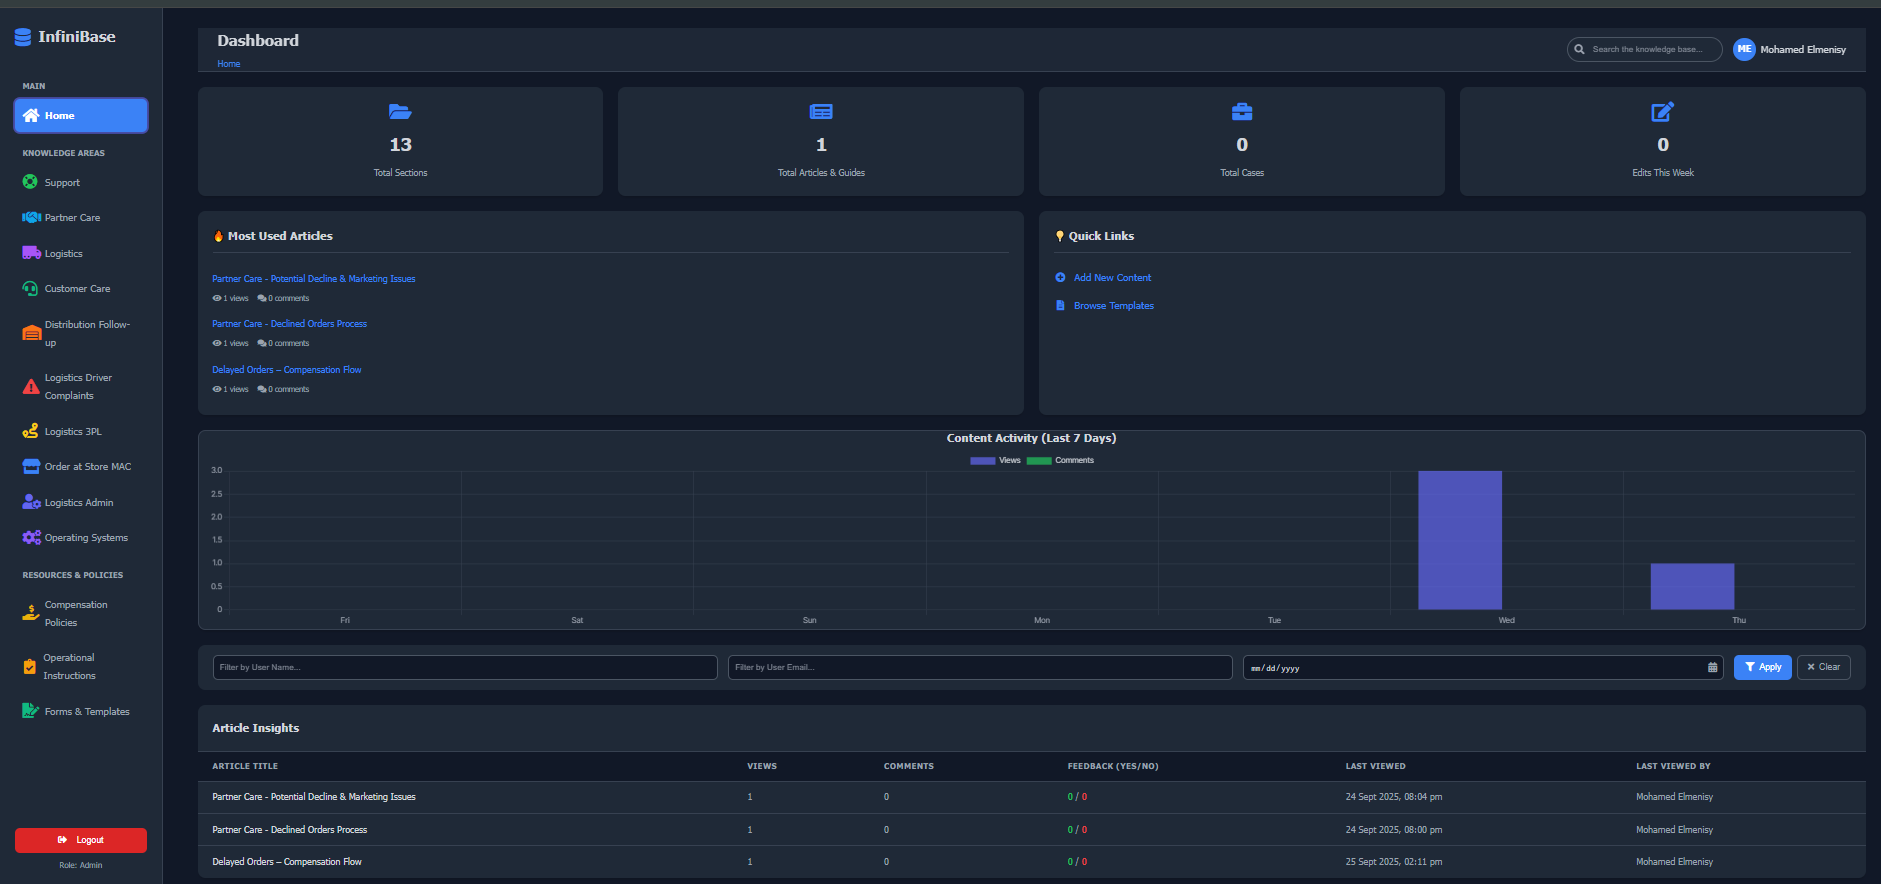 InfiniBase
MAIN
Home
KNOWLEDGE AREAS
Support
Partner Care
Logistics
Customer Care
Distribution Follow-
up
Logistics Driver
Complaints
Logistics 3PL
Order at Store MAC
Logistics Admin
Operating Systems
RESOURCES & POLICIES
Compensation
Policies
Operational
Instructions
Forms & Templates
Logout
Role: Admin
Dashboard
Home
Search the knowledge base...
ME Mohamed Elmenisy
13
Total Sections
1
Total Articles & Guides
0
Total Cases
0
Edits This Week
Most Used Articles
Partner Care - Potential Decline & Marketing Issues
1 views 0 comments
Partner Care - Declined Orders Process
1 views 0 comments
Delayed Orders – Compensation Flow
1 views 0 comments
Quick Links
Add New Content
Browse Templates
Content Activity (Last 7 Days)
Views Comments
3.0
2.5
2.0
1.5
1.0
0.5
0
Fri Sat Sun Mon Tue Wed Thu
Filter by User Name... Filter by User Email... mm/dd/yyyy Apply Clear
Article Insights
ARTICLE TITLE VIEWS COMMENTS FEEDBACK (YES/NO) LAST VIEWED LAST VIEWED BY
Partner Care - Potential Decline & Marketing Issues 1 0 0 / 0 24 Sept 2025, 08:04 pm Mohamed Elmenisy
Partner Care - Declined Orders Process 1 0 0 / 0 24 Sept 2025, 08:00 pm Mohamed Elmenisy
Delayed Orders – Compensation Flow 1 0 0 / 0 25 Sept 2025, 02:11 pm Mohamed Elmenisy